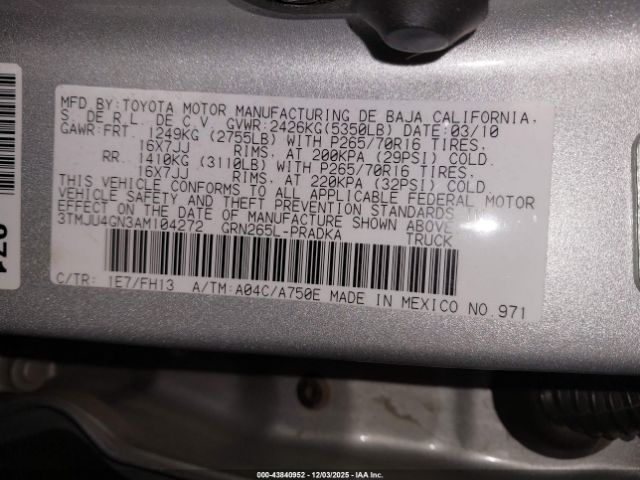 MFD BY:TOYOTA MOTOR MANUFACTURING DE BAJA CALIFORNIA,
S. DE R.L. DE C.V. GVWR:2426KG(5350LB) DATE:03/10
GAWR:FRT. 1249KG (2755LB) WITH P265/70R16 TIRES,
16X7JJ RIMS, AT 200KPA (29PSI) COLD.
RR. 1410KG (3110LB) WITH P265/70R16 TIRES,
16X7JJ RIMS, AT 220KPA (32PSI) COLD.
THIS VEHICLE CONFORMS TO ALL APPLICABLE FEDERAL MOTOR
VEHICLE SAFETY AND THEFT PREVENTION STANDARDS IN
EFFECT ON THE DATE OF MANUFACTURE SHOWN ABOVE
3TMJU4GN3AM104272 GRN265L-PRADKA TRUCK
C/TR: 1E7/FH13 A/TM:A04C/A750E MADE IN MEXICO NO.971
971
000-43840952 - 12/03/2025 - IAA Inc.